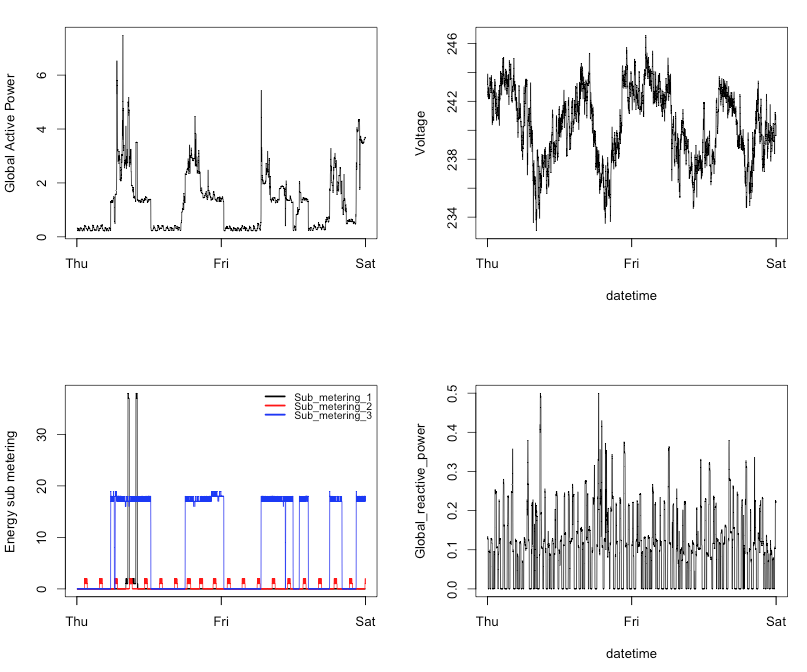 Global Active Power
6
4
2
0
Thu
Fri
Sat
Voltage
246
242
238
234
Thu
Fri
Sat
datetime
Energy sub metering
30
20
10
0
Sub_metering_1
Sub_metering_2
Sub_metering_3
Thu
Fri
Sat
Global_reactive_power
0.5
0.4
0.3
0.2
0.1
0.0
Thu
Fri
Sat
datetime